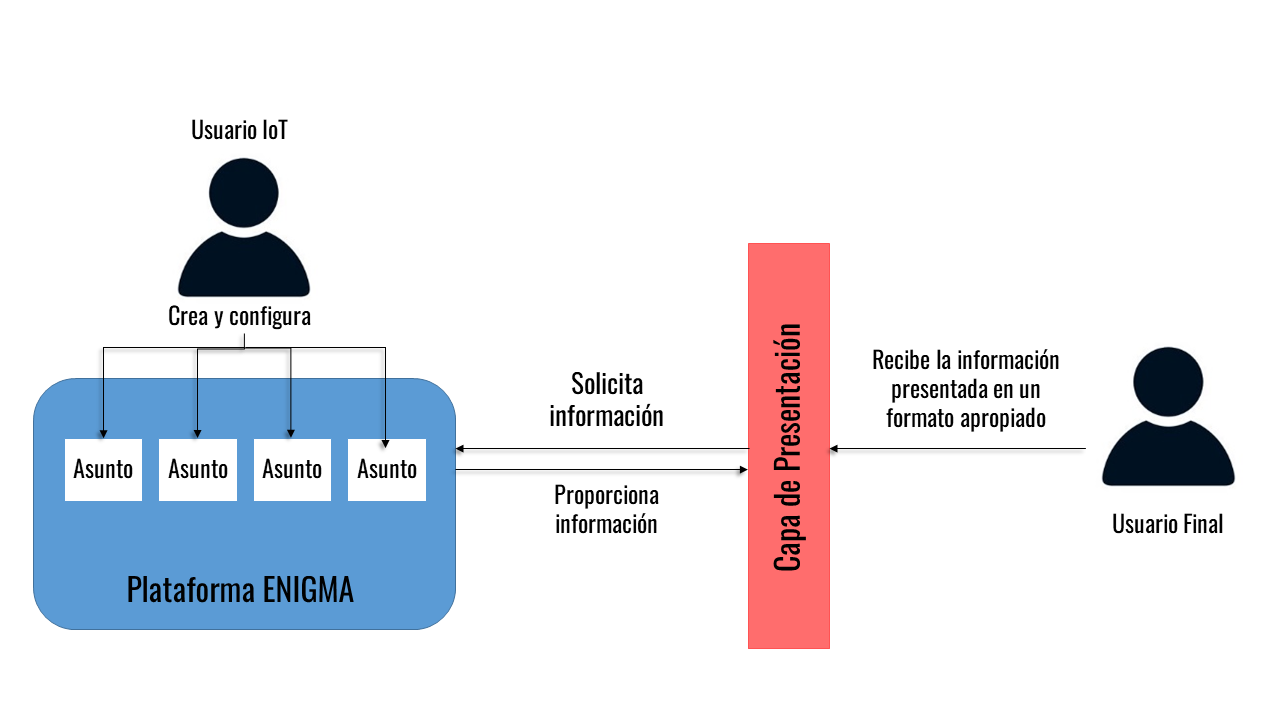 Usuario IoT
Crea y configura
Asunto
Asunto
Asunto
Asunto
Plataforma ENIGMA
Solicita
información
Proporciona
información
Capa de Presentación
Recibe la información
presentada en un
formato apropiado
Usuario Final